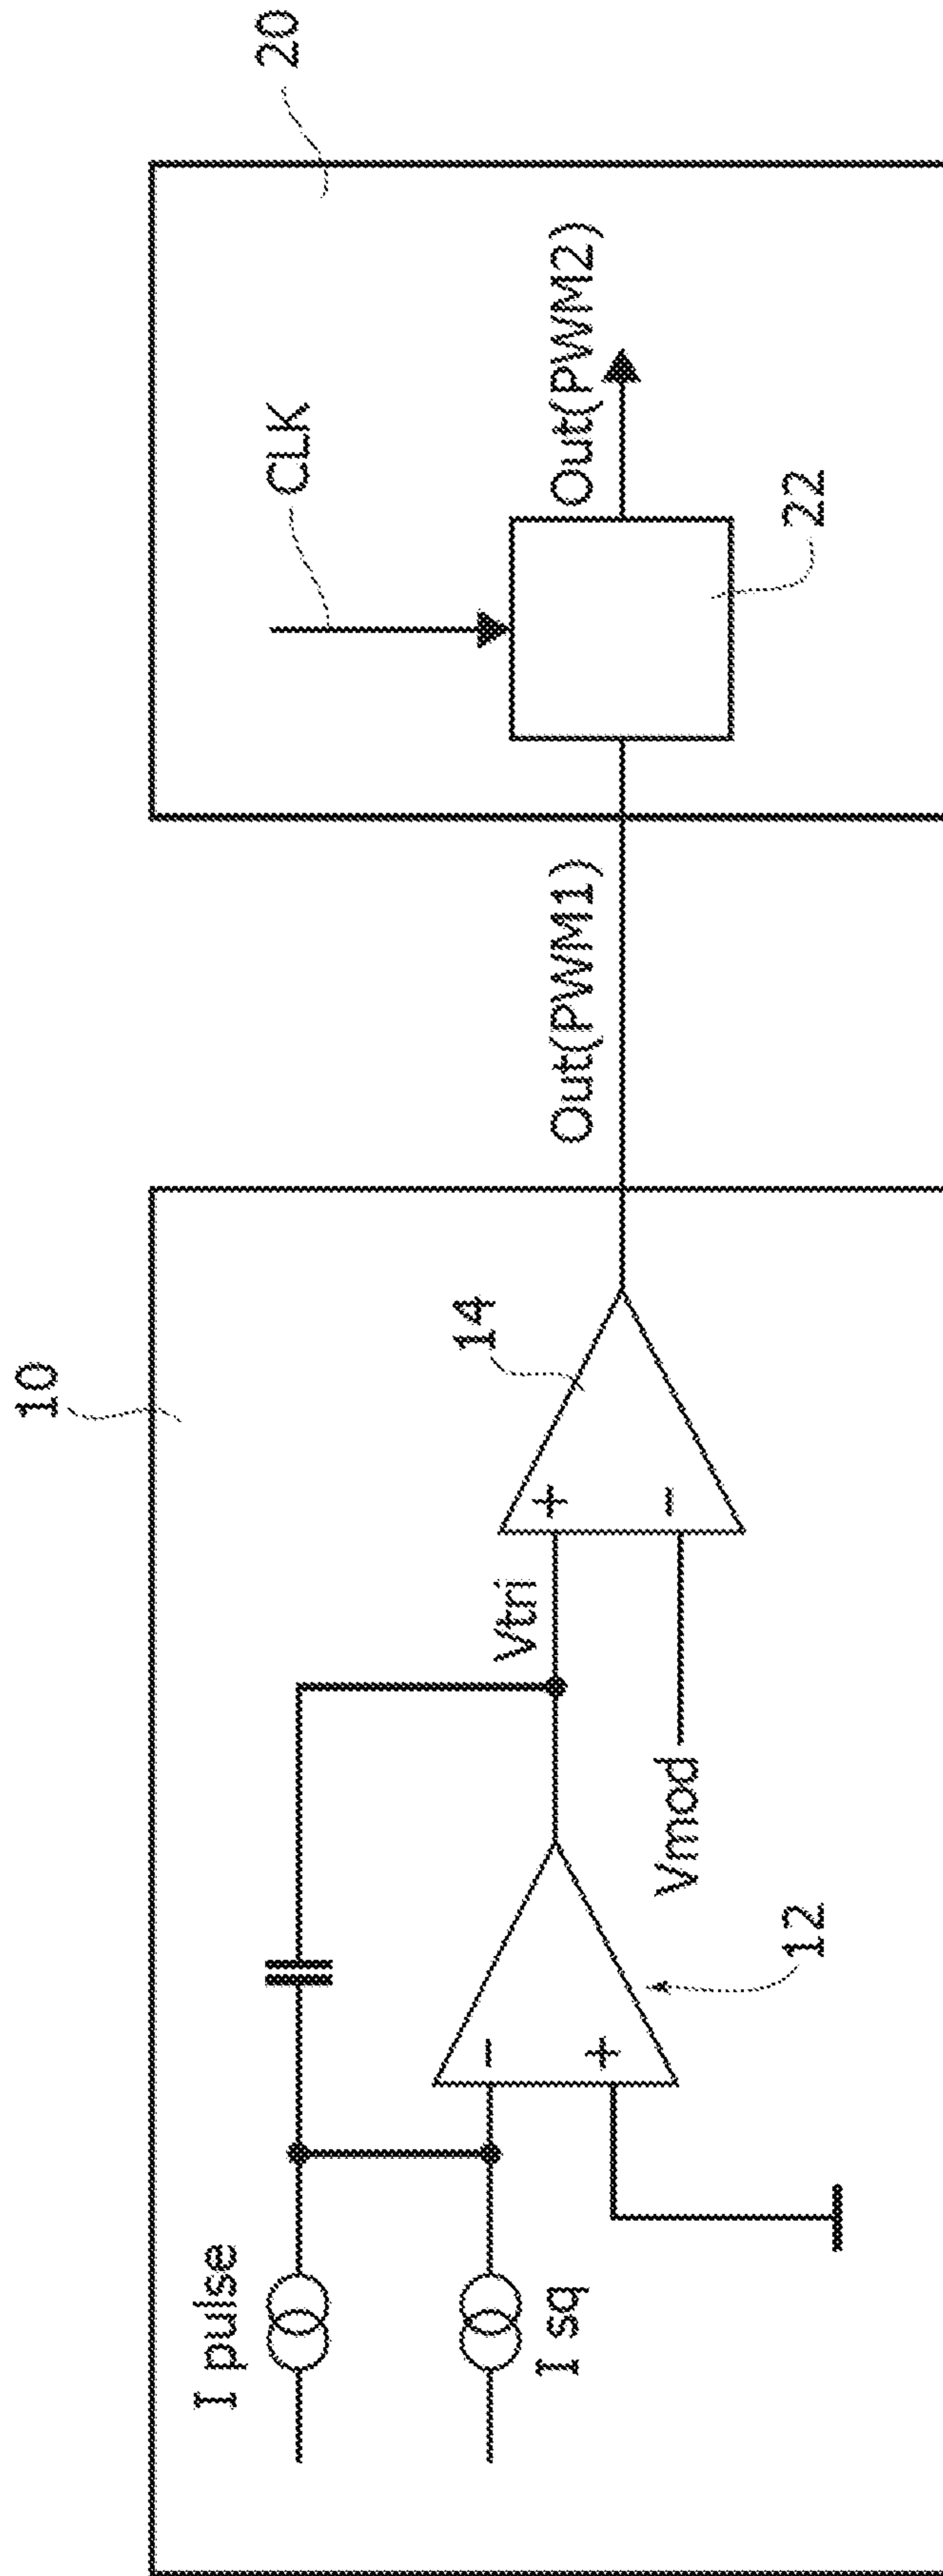 10
20
I pulse
I sq
12
Vtri
Vmod
14
Out(PWM1)
CLK
Out(PWM2)
22
-
+
+
-